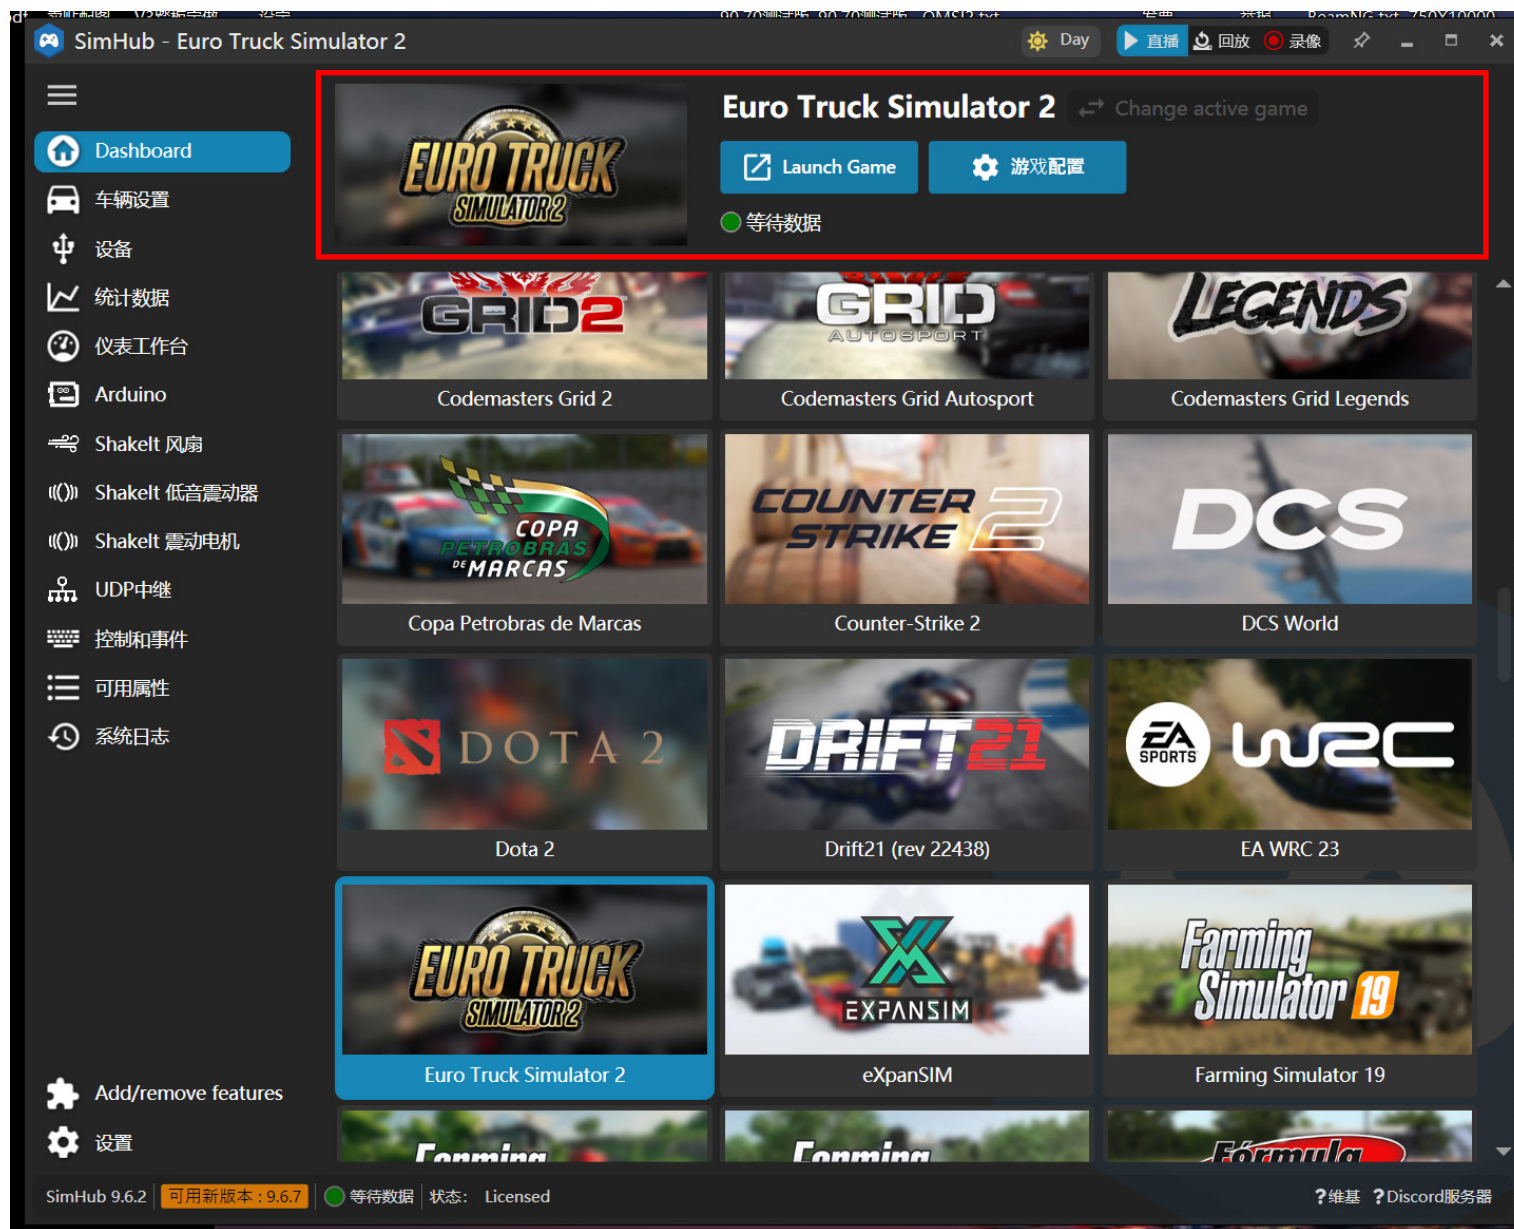 SimHub - Euro Truck Simulator 2
Day
直播
回放
录像
Euro Truck Simulator 2
Change active game
Launch Game
游戏配置
等待数据
EURO TRUCK
SIMULATOR 2
Dashboard
车辆设置
设备
统计数据
仪表工作台
Arduino
ShakeIt 风扇
ShakeIt 低音震动器
ShakeIt 震动电机
UDP中继
控制和事件
可用属性
系统日志
Add/remove features
设置
GRID2
GRID
AUTOSPORT
LEGENDS
Codemasters Grid 2
Codemasters Grid Autosport
Codemasters Grid Legends
COPA
PETROBRAS
DE MARCAS
COUNTER
STRIKE 2
DCS
Copa Petrobras de Marcas
Counter-Strike 2
DCS World
DOTA 2
DRIFT21
EA
SPORTS
WRC
Dota 2
Drift21 (rev 22438)
EA WRC 23
EURO TRUCK
SIMULATOR 2
EXPANSIM
Farming
Simulator 19
Euro Truck Simulator 2
eXpanSIM
Farming Simulator 19
Fórmula
SimHub 9.6.2
可用新版本 : 9.6.7
等待数据
状态: Licensed
?维基
?Discord服务器